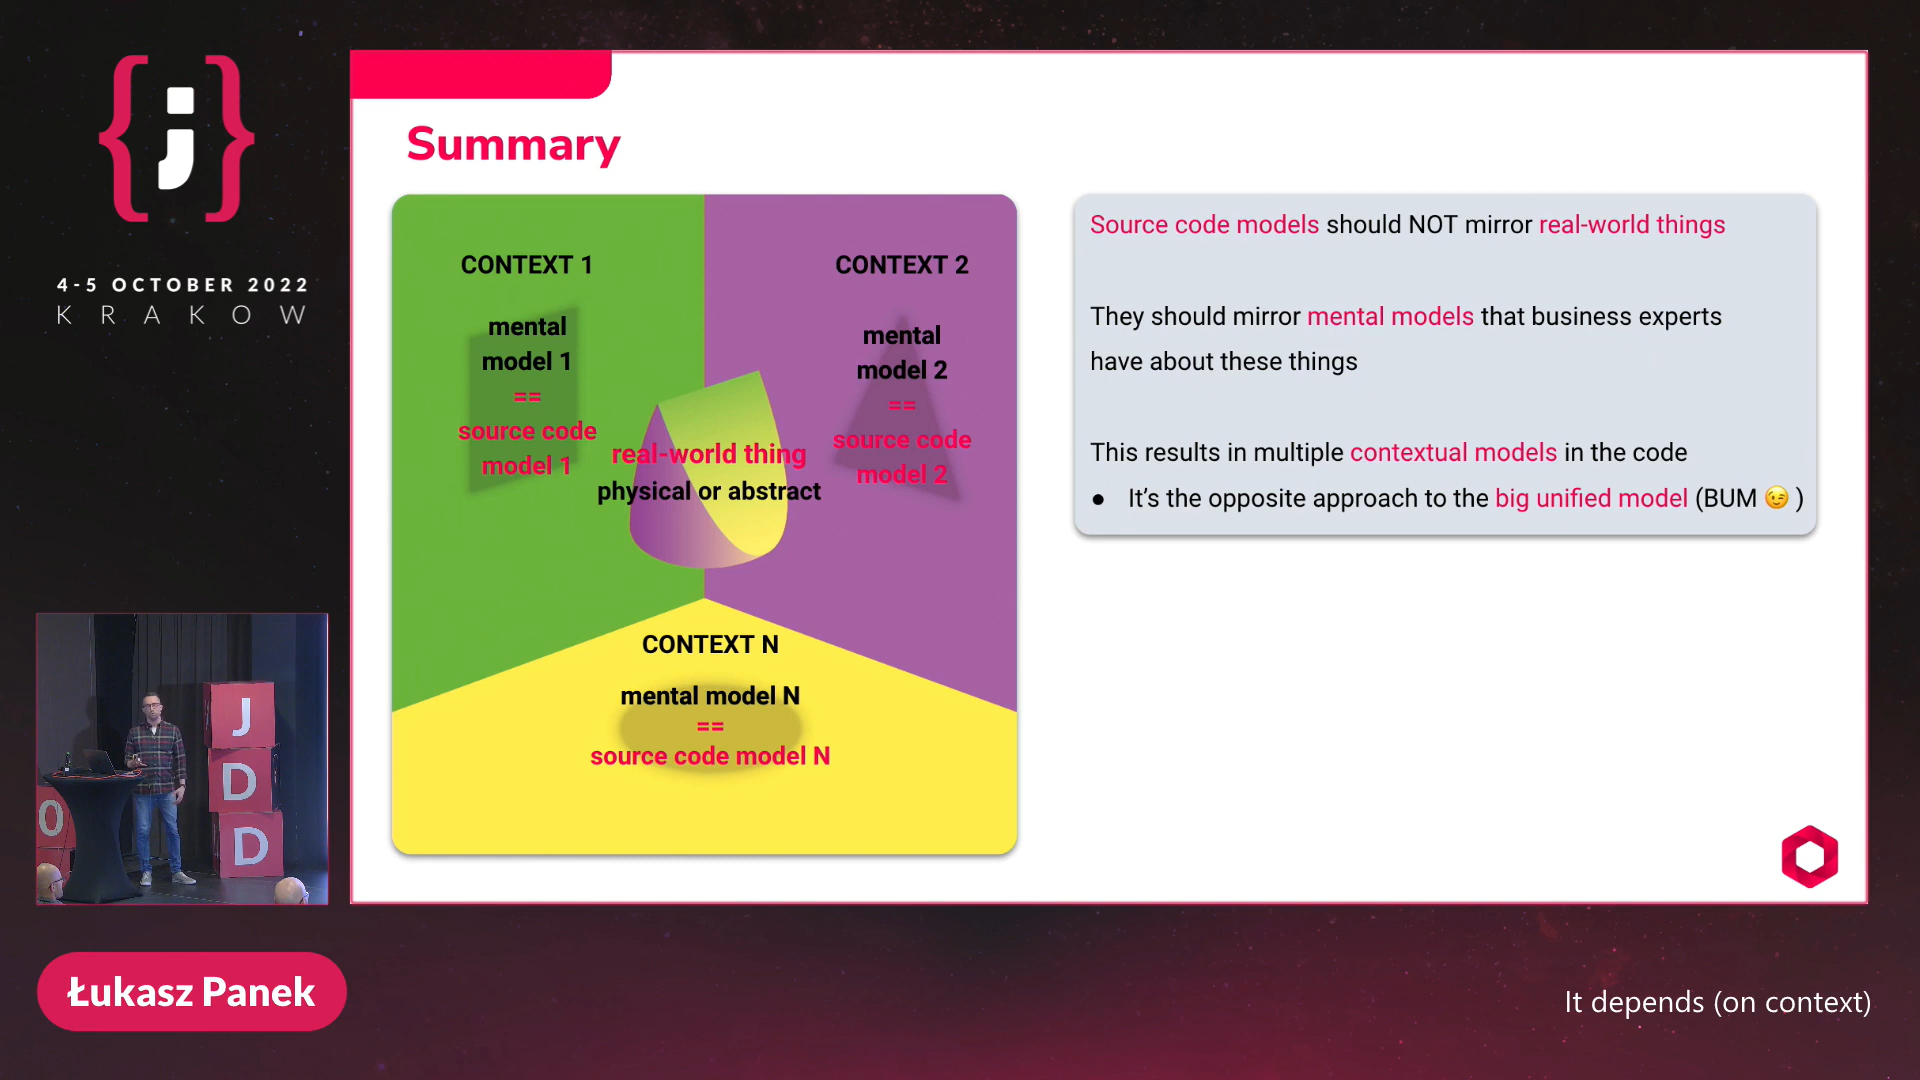 {j}
4-5 OCTOBER 2022
KRAKOW
Summary
CONTEXT 1
mental
model 1
==
source code
model 1
CONTEXT 2
mental
model 2
==
source code
model 2
real-world thing
physical or abstract
CONTEXT N
mental model N
==
source code model N
Source code models should NOT mirror real-world things
They should mirror mental models that business experts
have about these things
This results in multiple contextual models in the code
● It’s the opposite approach to the big unified model (BUM 😉 )
J
D
D
0
Łukasz Panek
It depends (on context)